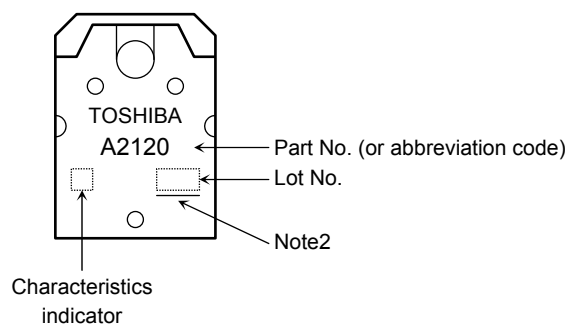 TOSHIBA
A2120
Part No. (or abbreviation code)
Lot No.
Note2
Characteristics
indicator